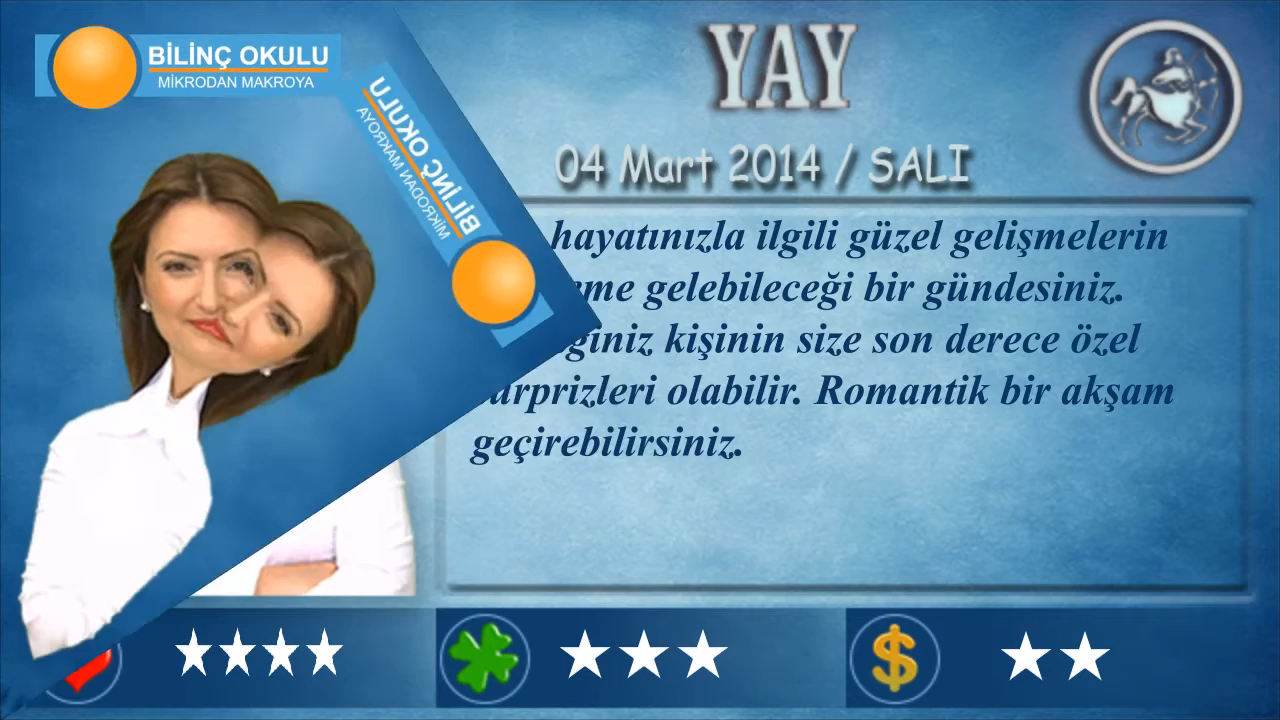 BİLİNÇ OKULU
MİKRODAN MAKROYA
BİLİNÇ OKULU
MİKRODAN MAKROYA
YAY
04 Mart 2014 / SALI
hayatınızla ilgili güzel gelişmelerin
gelebileceği bir gündesiniz.
kişinin size son derece özel
olabilir. Romantik bir akşam
geçirebilirsiniz.